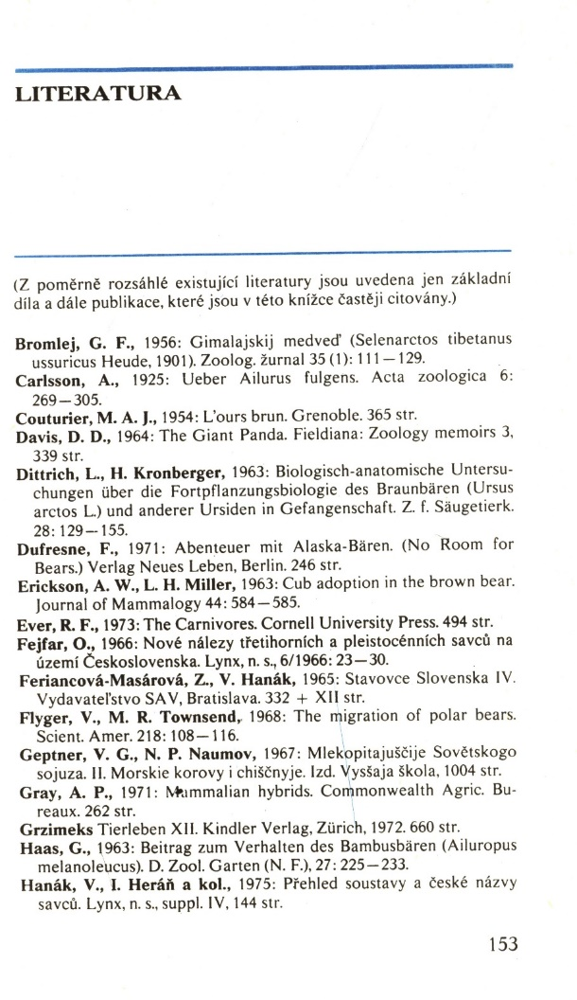 LITERATURA
(Z poměrně rozsáhlé existující literatury jsou uvedena jen základní
díla a dále publikace, které jsou v této knížce častěji citovány.)
Bromlej, G. F., 1956: Gimalajskij medveď (Selenarctos tibetanus
ussuricus Heude, 1901). Zoolog. žurnal 35 (1): 111—129.
Carlsson, A., 1925: Ueber Ailurus fulgens. Acta zoologica 6:
269—305.
Couturier, M. A. J., 1954: L'ours brun. Grenoble. 365 str.
Davis, D. D., 1964: The Giant Panda. Fieldiana: Zoology memoirs 3,
339 str.
Dittrich, L., H. Kronberger, 1963: Biologisch-anatomische Untersu-
chungen über die Fortpflanzungsbiologie des Braunbären (Ursus
arctos L.) und anderer Ursiden in Gefangenschaft. Z. f. Säugetierk.
28: 129—155.
Dufresne, F., 1971: Abenteuer mit Alaska-Bären. (No Room for
Bears.) Verlag Neues Leben, Berlin. 246 str.
Erickson, A. W., L. H. Miller, 1963: Cub adoption in the brown bear.
Journal of Mammalogy 44: 584—585.
Ever, R. F., 1973: The Carnivores. Cornell University Press. 494 str.
Fejfar, O., 1966: Nové nálezy třetihorních a pleistocénních savců na
území Československa. Lynx, n. s., 6/1966: 23—30.
Feriancová-Masárová, Z., V. Hanák, 1965: Stavovce Slovenska IV.
Vydavateľstvo SAV, Bratislava. 332 + XII str.
Flyger, V., M. R. Townsend, 1968: The migration of polar bears.
Scient. Amer. 218: 108—116.
Geptner, V. G., N. P. Naumov, 1967: Mlekopitajuščije Sovětskogo
sojuza. II. Morskie korovy i chiščnyje. Izd. Vysšaja škola, 1004 str.
Gray, A. P., 1971: Mammalian hybrids. Commonwealth Agric. Bu-
reaux. 262 str.
Grzimeks Tierleben XII. Kindler Verlag, Zürich, 1972. 660 str.
Haas, G., 1963: Beitrag zum Verhalten des Bambusbären (Ailuropus
melanoleucus). D. Zool. Garten (N. F.), 27: 225—233.
Hanák, V., I. Heráň a kol., 1975: Přehled soustavy a české názvy
savců. Lynx, n. s., suppl. IV, 144 str.
153